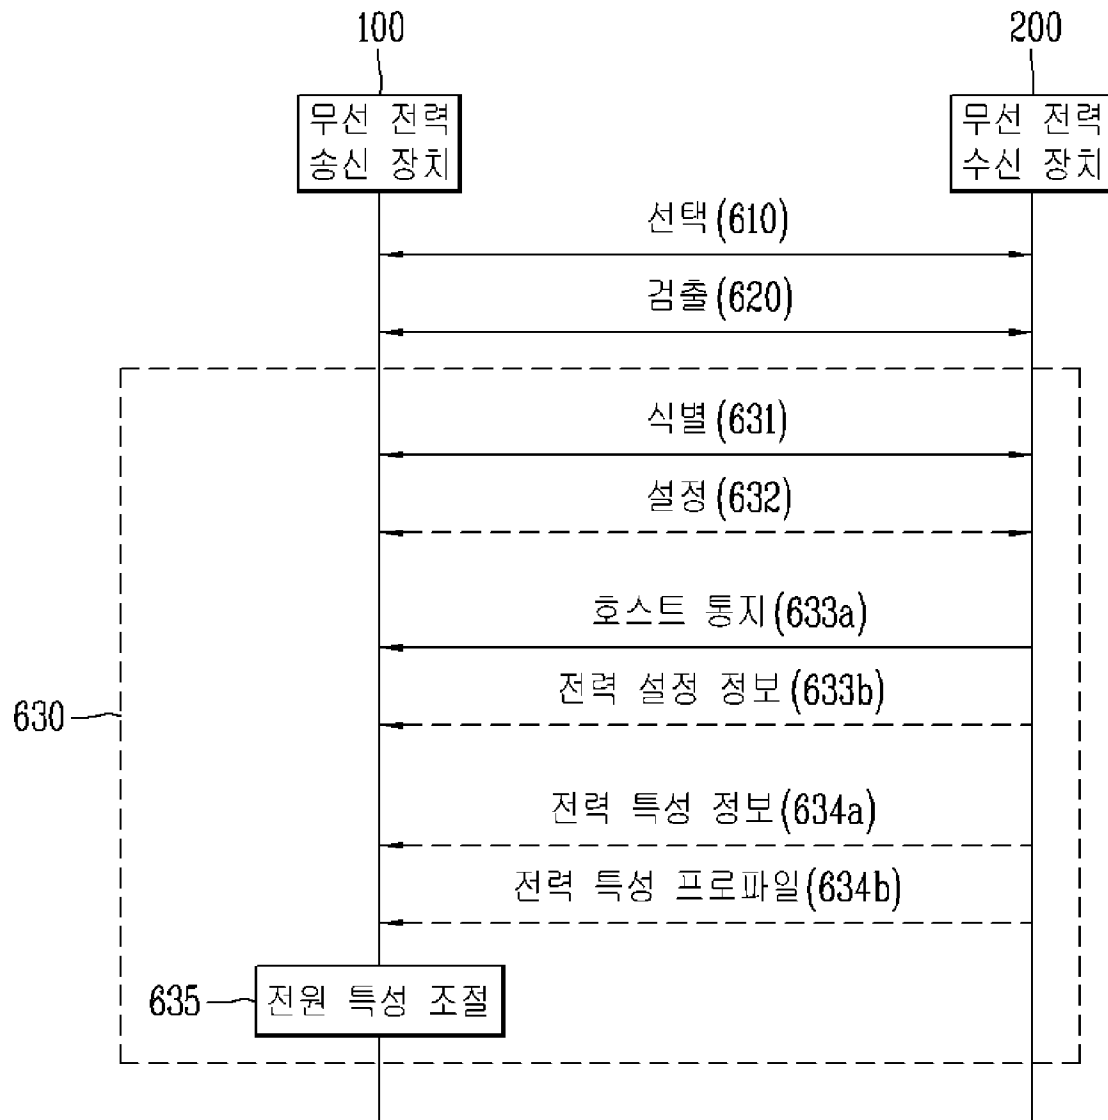 100
200
무선 전력
송신 장치
무선 전력
수신 장치
선택(610)
검출(620)
식별(631)
설정(632)
호스트 통지(633a)
전력 설정 정보(633b)
630
전력 특성 정보(634a)
전력 특성 프로파일(634b)
635
전원 특성 조절